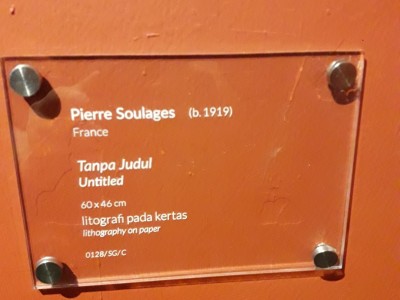 Pierre Soulages (b. 1919)
France
Tanpa Judul
Untitled
60 x 46 cm
litografi pada kertas
lithography on paper
0128/SG/C